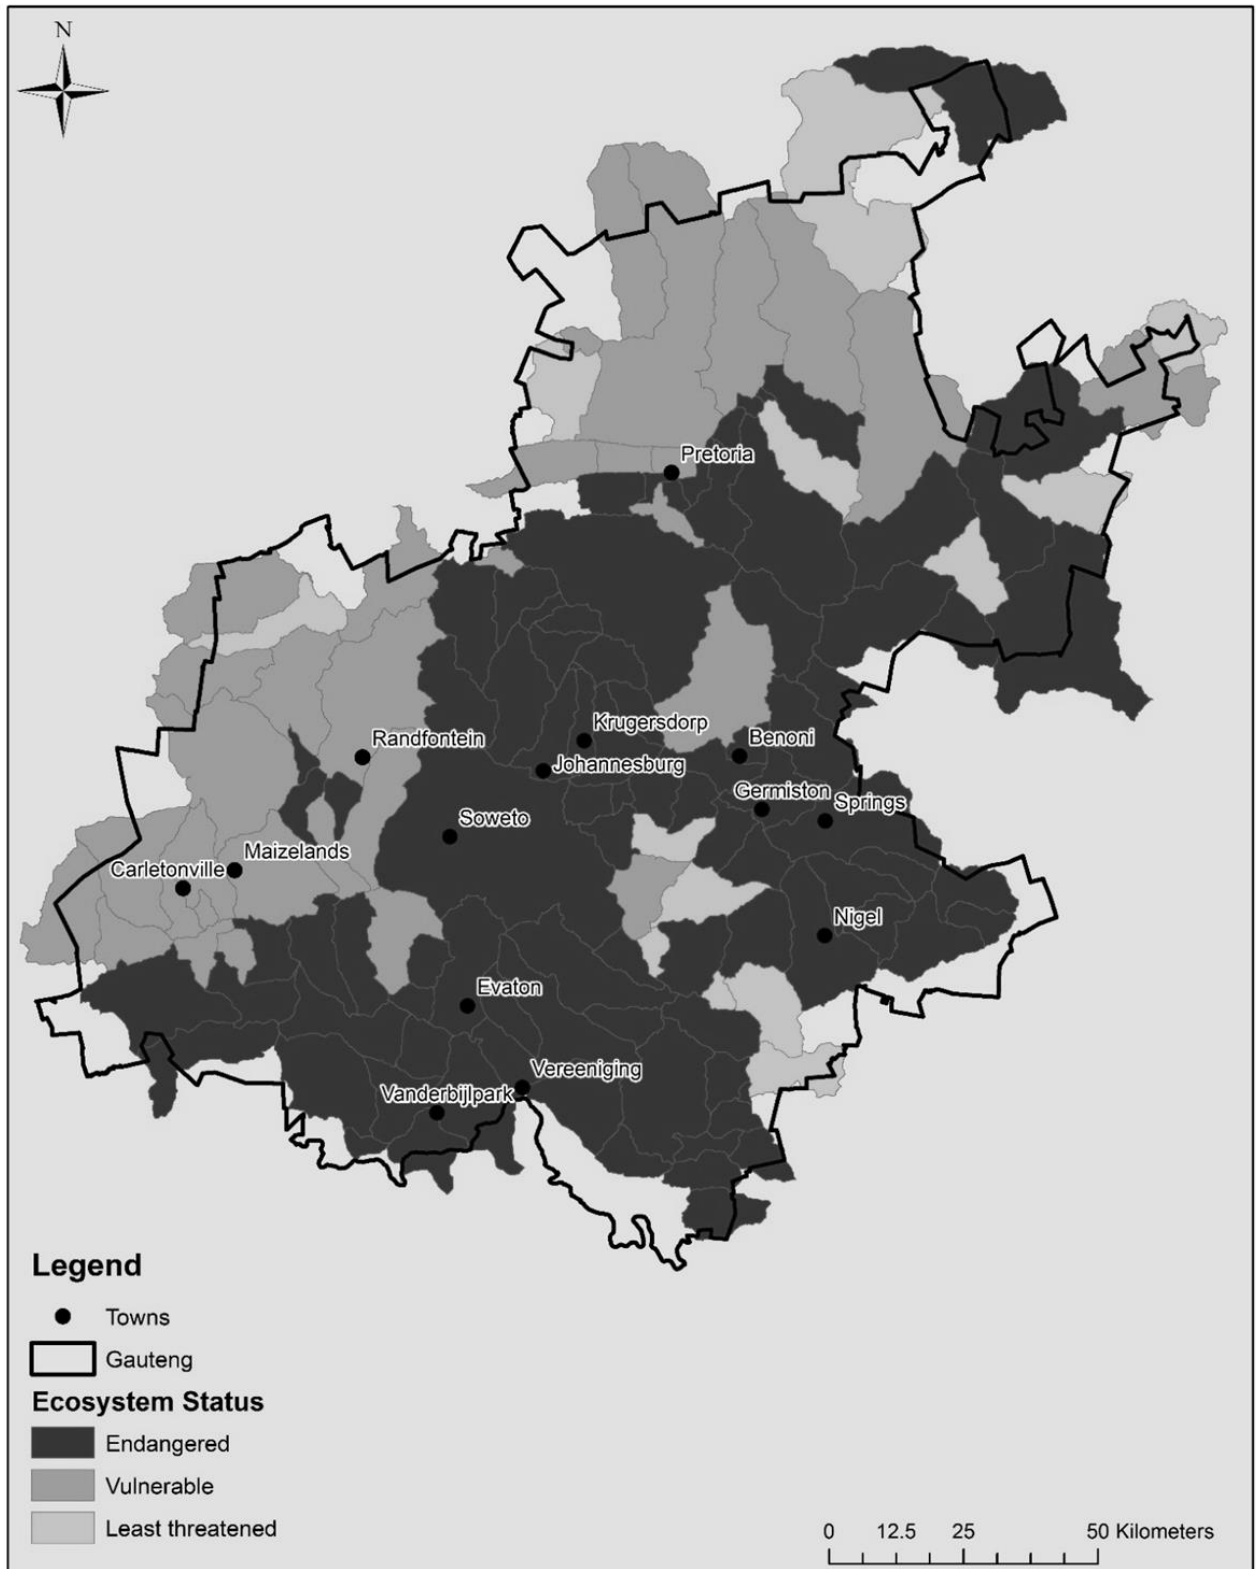 N
Pretoria
Krugersdorp
Randfontein
Benoni
Johannesburg
Germiston
Springs
Soweto
Maizelands
Carletonville
Nigel
Evaton
Vereeniging
Vanderbijlpark
Legend
Towns
Gauteng
Ecosystem Status
Endangered
Vulnerable
Least threatened
0 12.5 25 50 Kilometers